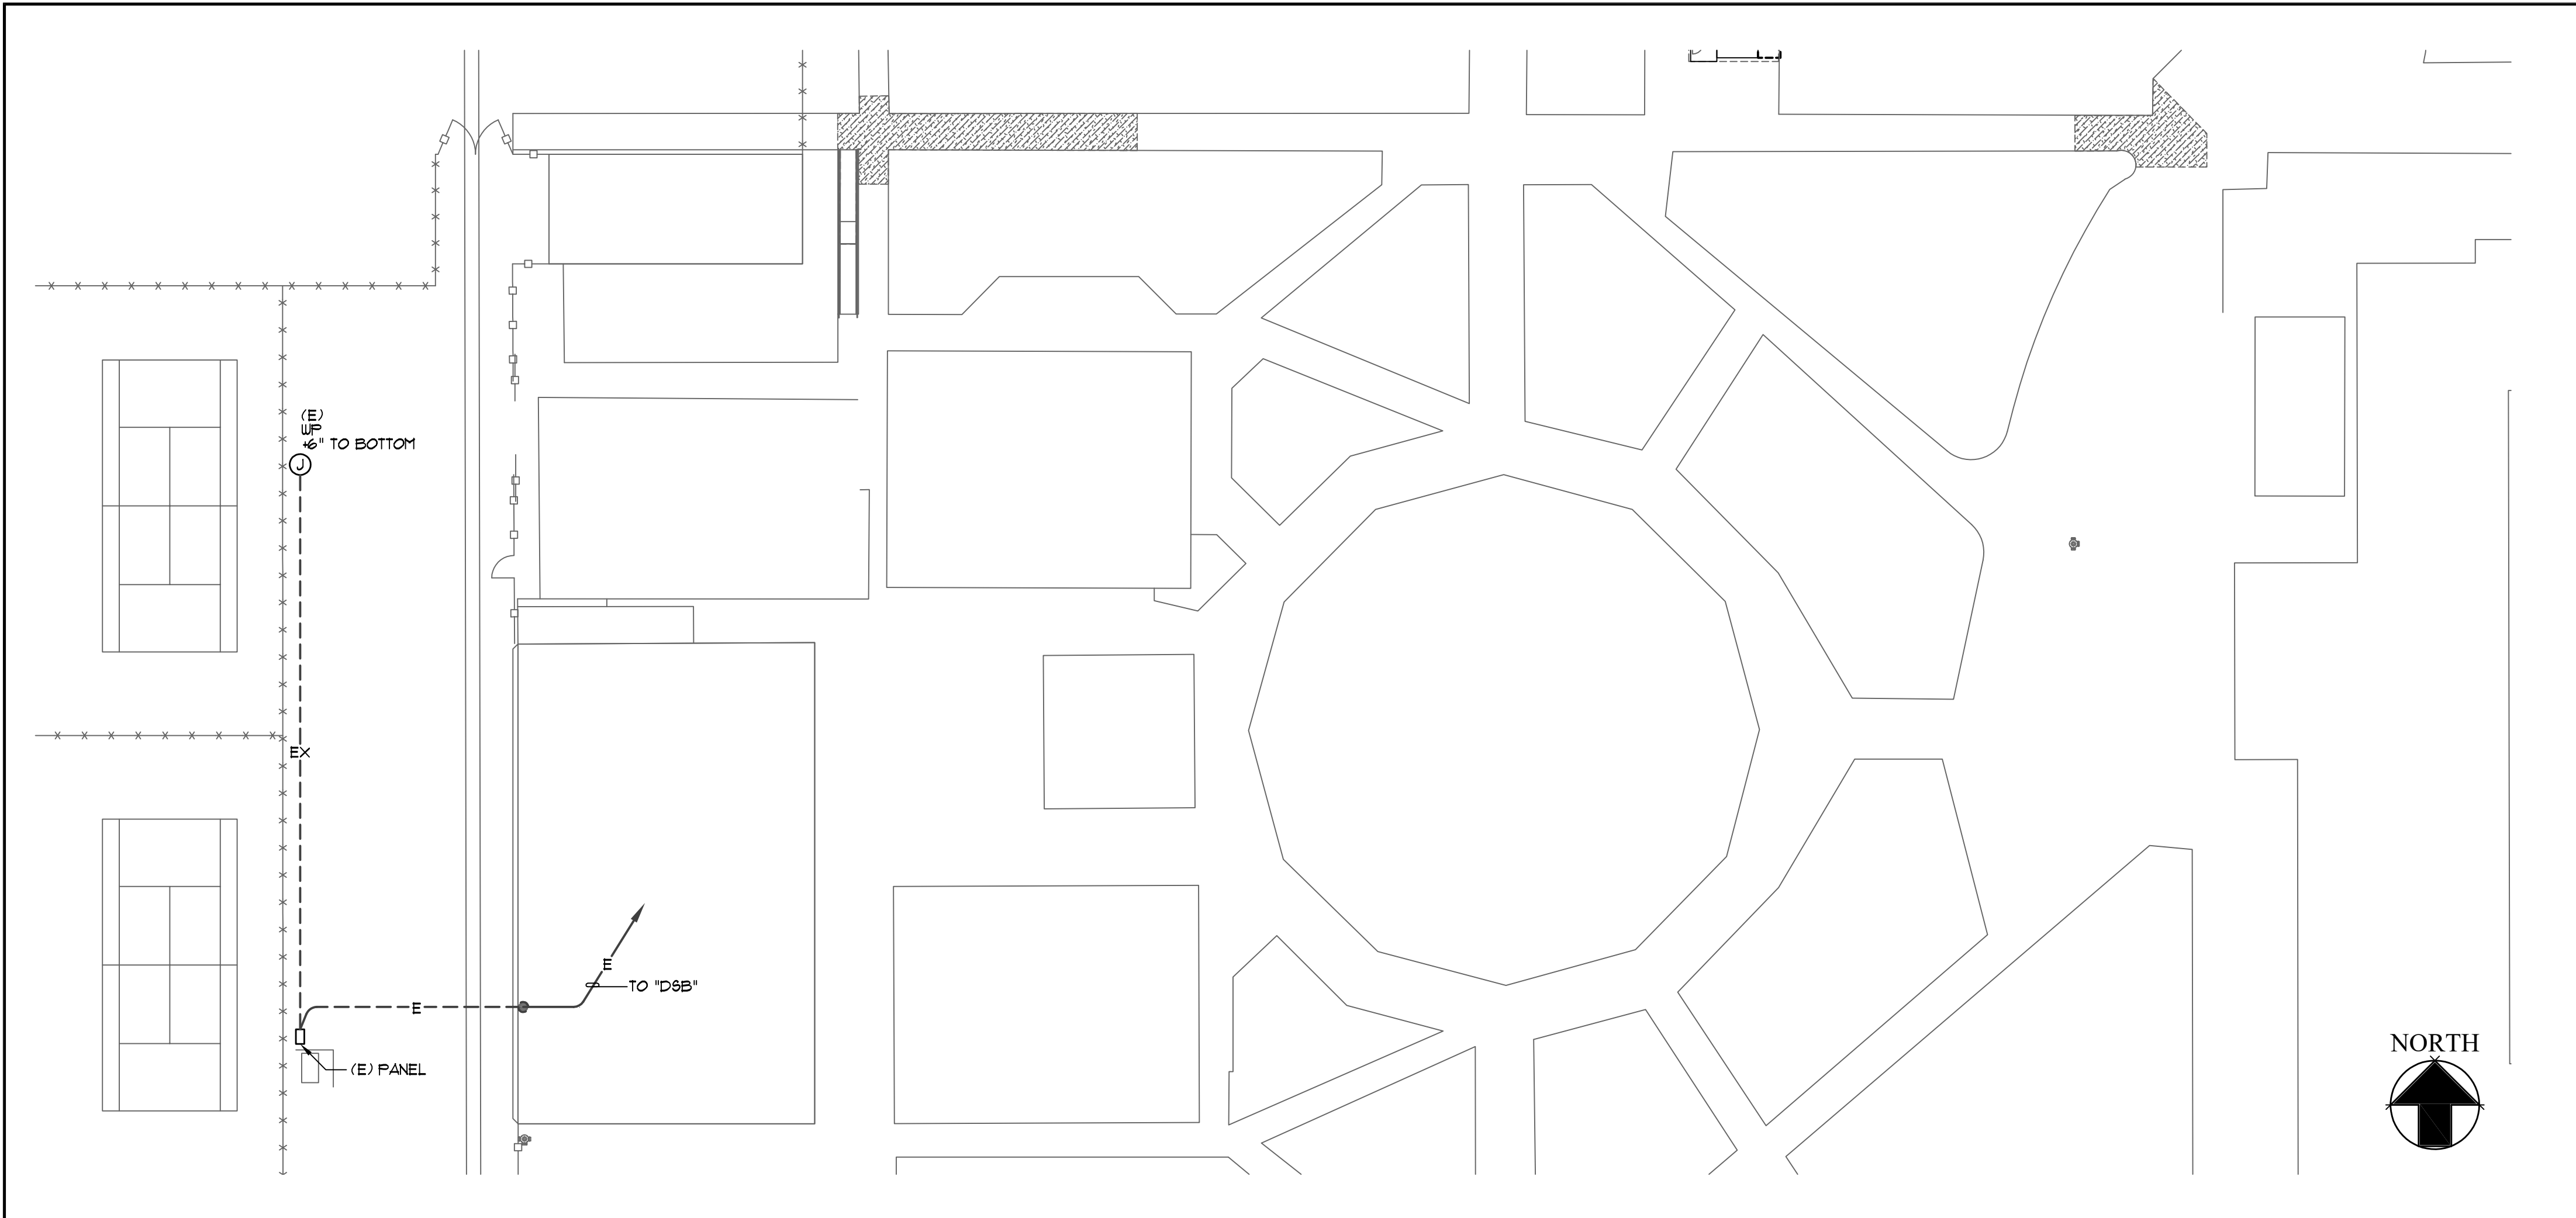 (E)
WP
+6" TO BOTTOM
J
EX
E
TO "DSB"
E
(E) PANEL
NORTH